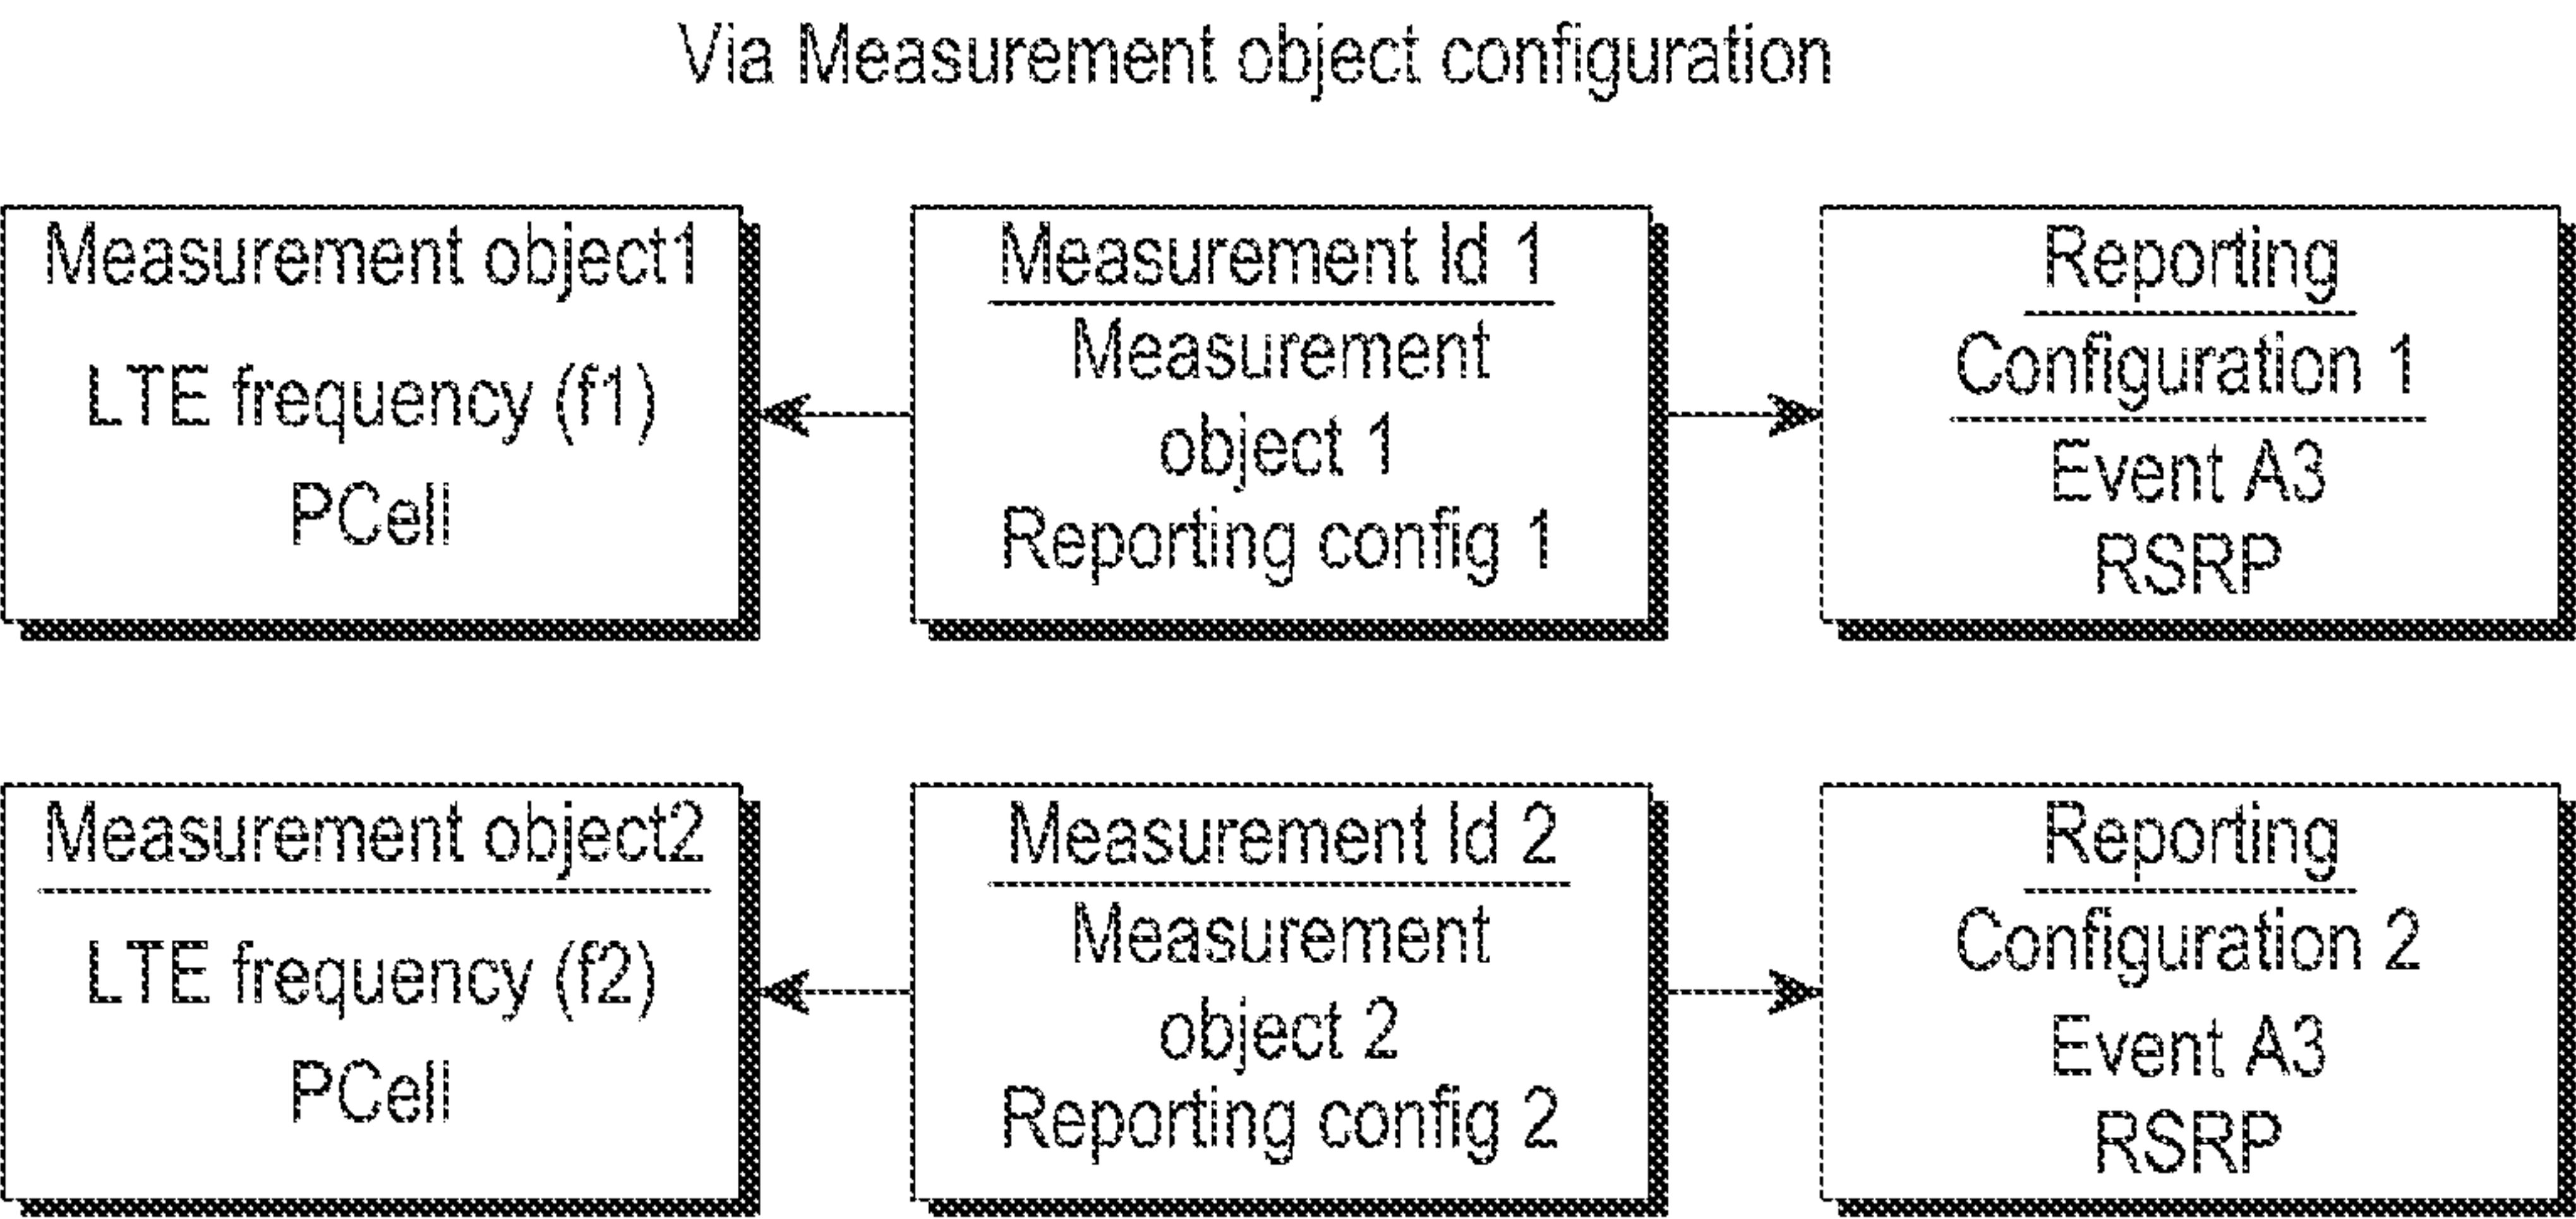 Via Measurement object configuration
Measurement object1
LTE frequency (f1)
PCell
Measurement Id 1
Measurement
object 1
Reporting config 1
Reporting
Configuration 1
Event A3
RSRP
Measurement object2
LTE frequency (f2)
PCell
Measurement Id 2
Measurement
object 2
Reporting config 2
Reporting
Configuration 2
Event A3
RSRP